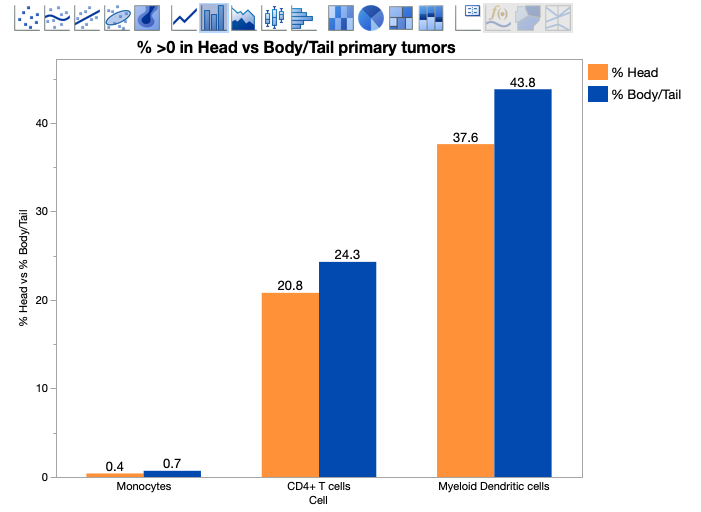 f(x)
% >0 in Head vs Body/Tail primary tumors
% Head
% Body/Tail
% Head vs % Body/Tail
40
30
20
10
0
0.4
0.7
20.8
24.3
37.6
43.8
Monocytes
CD4+ T cells
Myeloid Dendritic cells
Cell